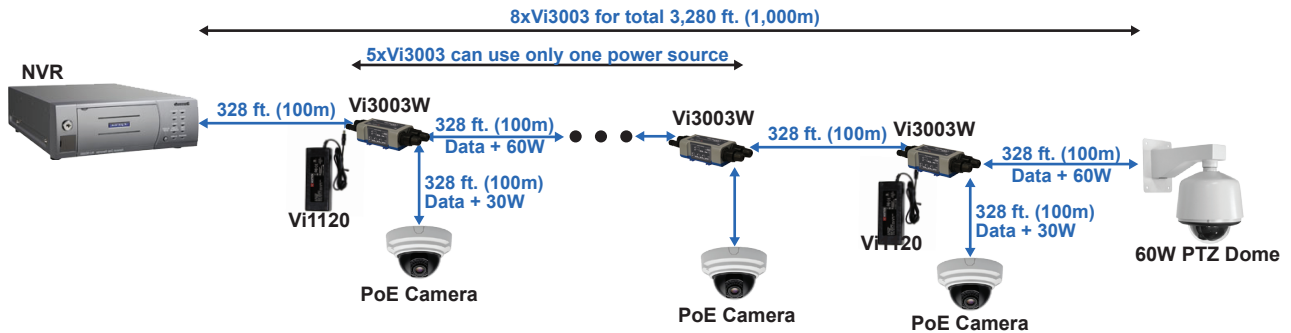 8xVi3003 for total 3,280 ft. (1,000m)
5xVi3003 can use only one power source
NVR
328 ft. (100m)
Vi3003W
328 ft. (100m)
Data + 60W
Vi3003W
328 ft. (100m)
Vi3003W
328 ft. (100m)
Data + 60W
328 ft. (100m)
Data + 30W
Vi1120
PoE Camera
PoE Camera
Vi1120
328 ft. (100m)
Data + 30W
PoE Camera
60W PTZ Dome